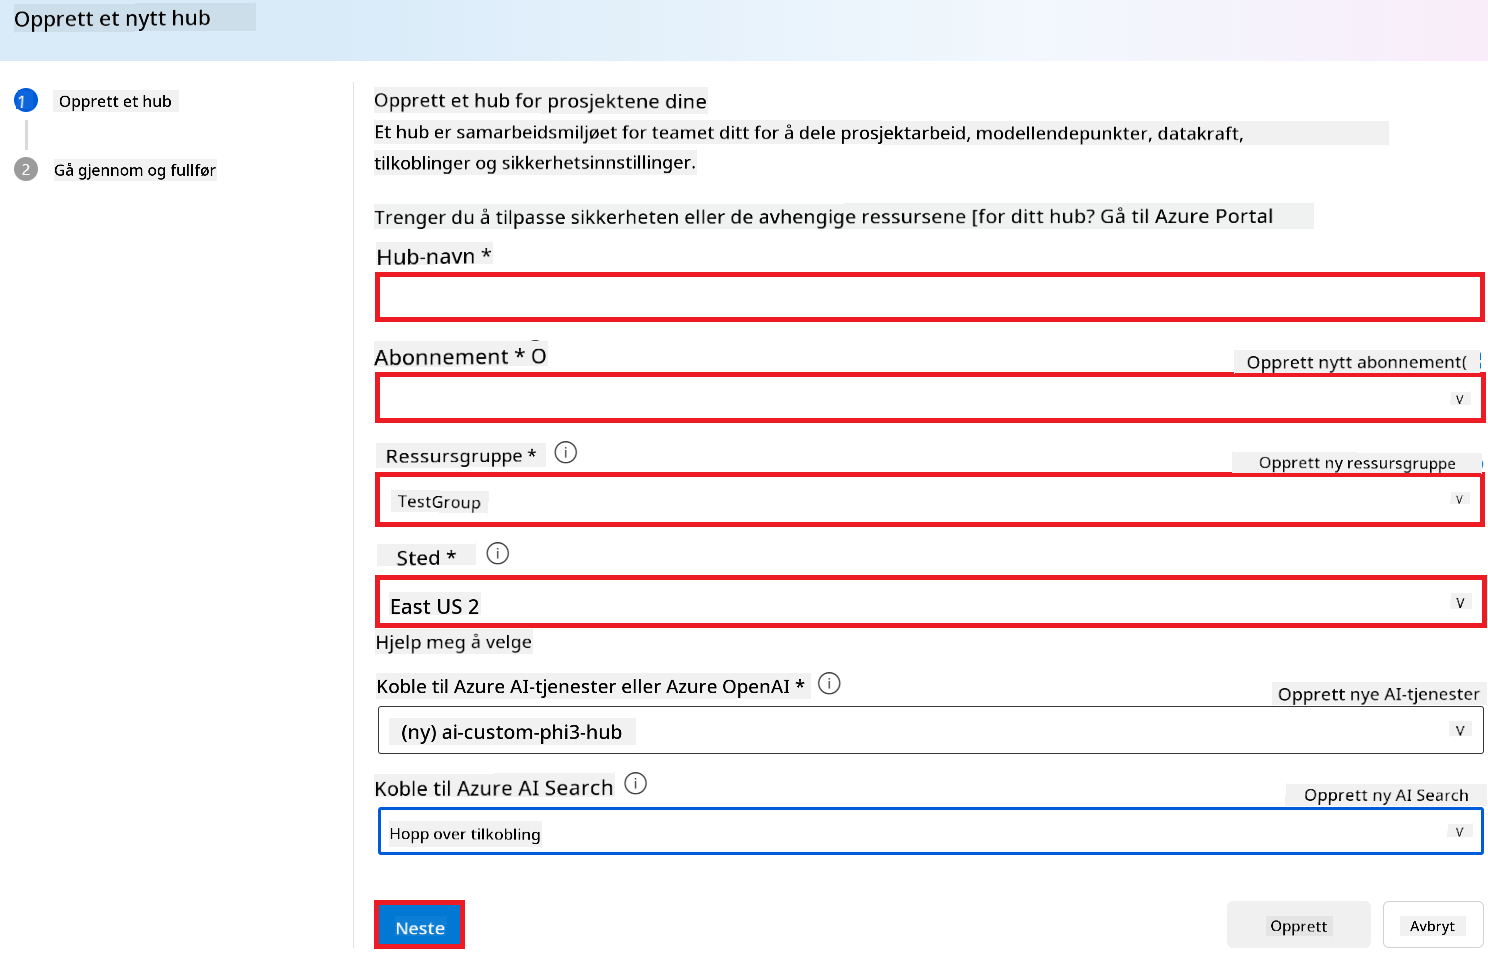 Opprett et nytt hub
1 Opprett et hub
2 Gå gjennom og fullfør
Opprett et hub for prosjektene dine
Et hub er samarbeidsmiljøet for teamet ditt for å dele prosjektarbeid, modellendepunkter, datakraft,
tilkoblinger og sikkerhetsinnstillinger.
Trenger du å tilpasse sikkerheten eller de avhengige ressursene [for ditt hub? Gå til Azure Portal
Hub-navn *
Abonnement * O
Opprett nytt abonnement(
v
Ressursgruppe * i
Opprett ny ressursgruppe
TestGroup
v
Sted * i
East US 2
v
Hjelp meg å velge
Koble til Azure AI-tjenester eller Azure OpenAI * i
Opprett nye AI-tjenester
(ny) ai-custom-phi3-hub
v
Koble til Azure AI Search i
Opprett ny AI Search
Hopp over tilkobling
v
Neste
Opprett
Avbryt